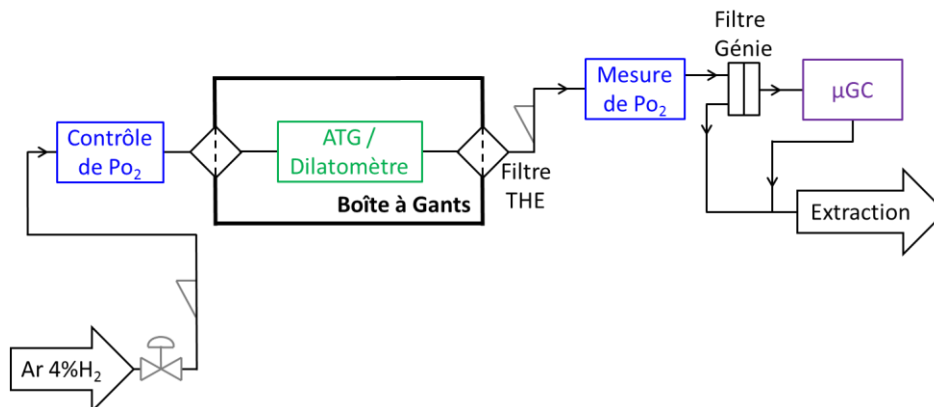 Filtre
Génie
Mesure
de Po₂
µGC
Contrôle
de Po₂
ATG /
Dilatomètre
Filtre
THE
Boîte à Gants
Extraction
Ar 4%H₂